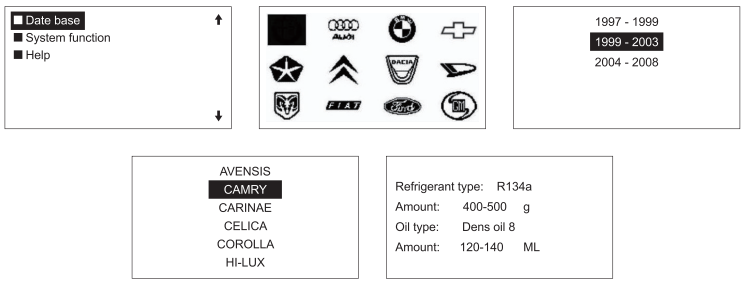 Date base
System function
Help
AUDI
DACIA
FIAT
Ford
GM
1997 - 1999
1999 - 2003
2004 - 2008
AVENSIS
CAMRY
CARINAE
CELICA
COROLLA
HI-LUX
Refrigerant type: R134a
Amount: 400-500 g
Oil type: Dens oil 8
Amount: 120-140 ML